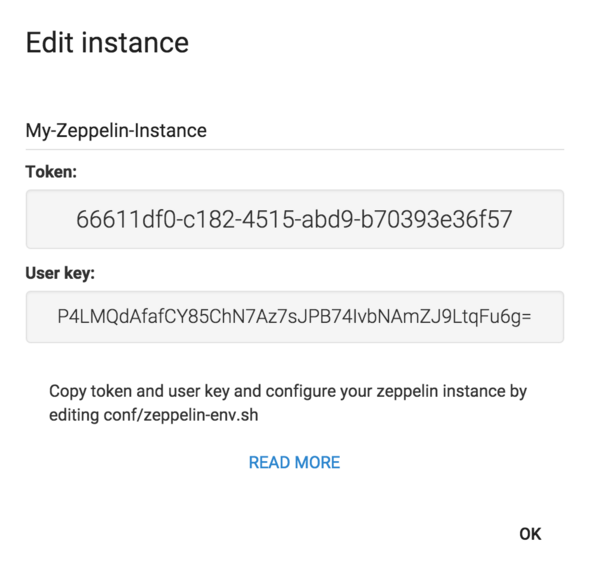 Edit instance
My-Zeppelin-Instance
Token:
66611df0-c182-4515-abd9-b70393e36f57
User key:
P4LMQdAfafCY85ChN7Az7sJPB74IvbNAmZJ9LtqFu6g=
Copy token and user key and configure your zeppelin instance by
editing conf/zeppelin-env.sh
READ MORE
OK